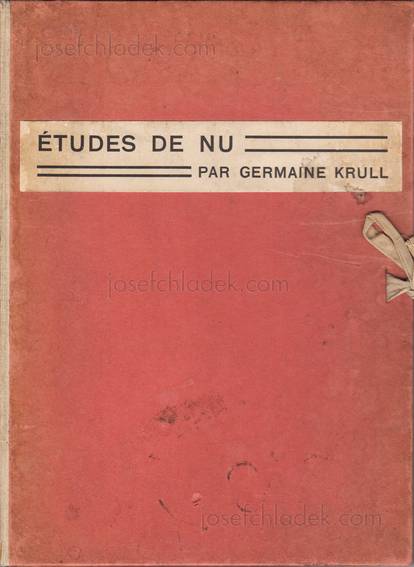 josefchladek.com
ÉTUDES DE NU
PAR GERMAINE KRULL
josefchladek.com
josefchladek.com